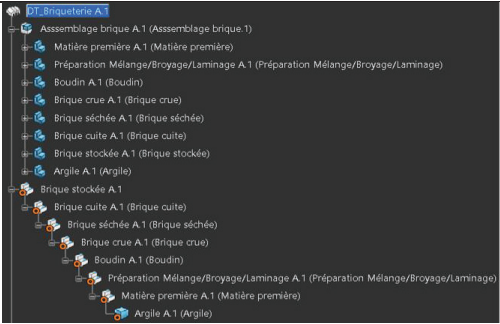 DT_Briqueterie A.1
Asssemblage brique A.1 (Asssemblage brique.1)
Matière première A.1 (Matière première)
Préparation Mélange/Broyage/Laminage A.1 (Préparation Mélange/Broyage/Laminage)
Boudin A.1 (Boudin)
Brique crue A.1 (Brique crue)
Brique séchée A.1 (Brique séchée)
Brique cuite A.1 (Brique cuite)
Brique stockée A.1 (Brique stockée)
Argile A.1 (Argile)
Brique stockée A.1
Brique cuite A.1 (Brique cuite)
Brique séchée A.1 (Brique séchée)
Brique crue A.1 (Brique crue)
Boudin A.1 (Boudin)
Préparation Mélange/Broyage/Laminage A.1 (Préparation Mélange/Broyage/Laminage)
Matière première A.1 (Matière première)
Argile A.1 (Argile)